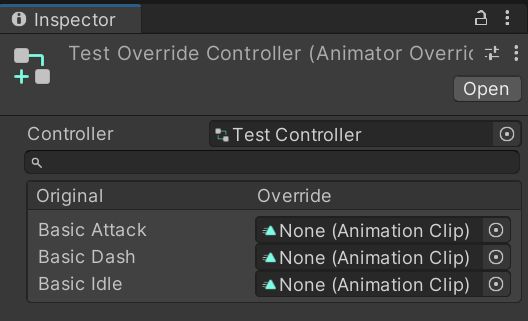 Inspector
Test Override Controller (Animator Overric
Open
Controller Test Controller
Original Override
Basic Attack None (Animation Clip)
Basic Dash None (Animation Clip)
Basic Idle None (Animation Clip)